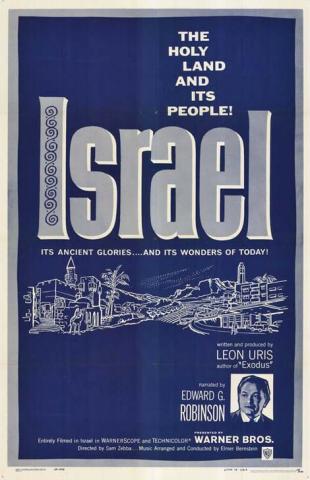 THE
HOLY
LAND
AND
ITS
PEOPLE!
Israel
ITS ANCIENT GLORIES....AND ITS WONDERS OF TODAY!
written and produced by
LEON URIS
author of "Exodus"
narrated by
EDWARD G.
ROBINSON
PRESENTED BY
WARNER BROS.
Entirely Filmed in Israel in WARNERSCOPE and TECHNICOLOR®
Directed by Sam Zebba... Music Arranged and Conducted by Elmer Bernstein